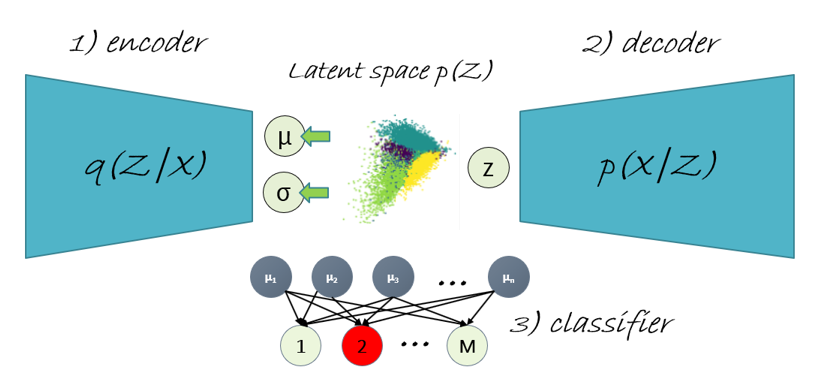 1) encoder
2) decoder
Latent space p(Z)
q(Z/X)
μ
σ
z
p(X/Z)
μ₁ μ₂ μ₃ ... μₙ
3) classifier
1 2 ... M